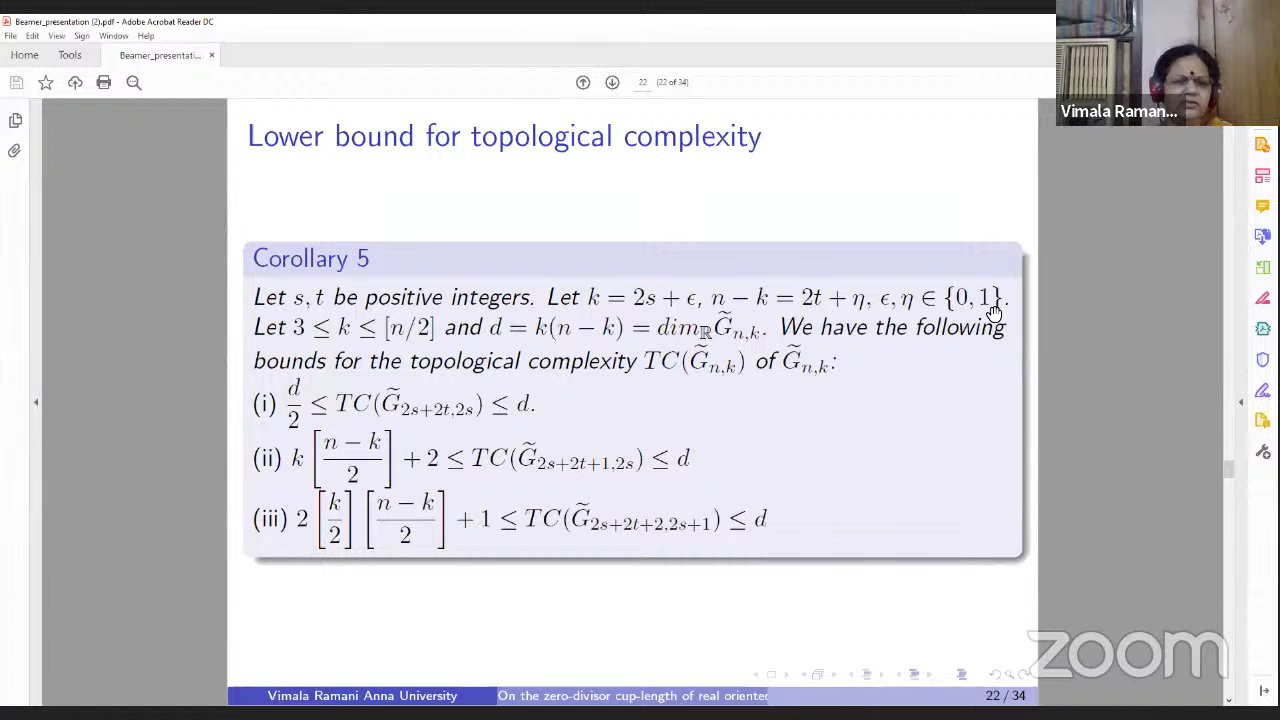 Beamer_presentation (2).pdf - Adobe Acrobat Reader DC
File Edit View Sign Window Help
Home Tools Beamer_presentati... ×
22 (22 of 34)
Vimala Raman...
Lower bound for topological complexity
Corollary 5
Let s, t be positive integers. Let k = 2s + ϵ, n − k = 2t + η, ϵ, η ∈ {0, 1}.
Let 3 ≤ k ≤ [n/2] and d = k(n − k) = dim_ℝ G̃_{n,k}. We have the following
bounds for the topological complexity TC(G̃_{n,k}) of G̃_{n,k}:
(i) d/2 ≤ TC(G̃_{2s+2t,2s}) ≤ d.
(ii) k [(n − k)/2] + 2 ≤ TC(G̃_{2s+2t+1,2s}) ≤ d
(iii) 2 [k/2] [(n − k)/2] + 1 ≤ TC(G̃_{2s+2t+2,2s+1}) ≤ d
zoom
Vimala Ramani Anna University On the zero-divisor cup-length of real oriented 22 / 34